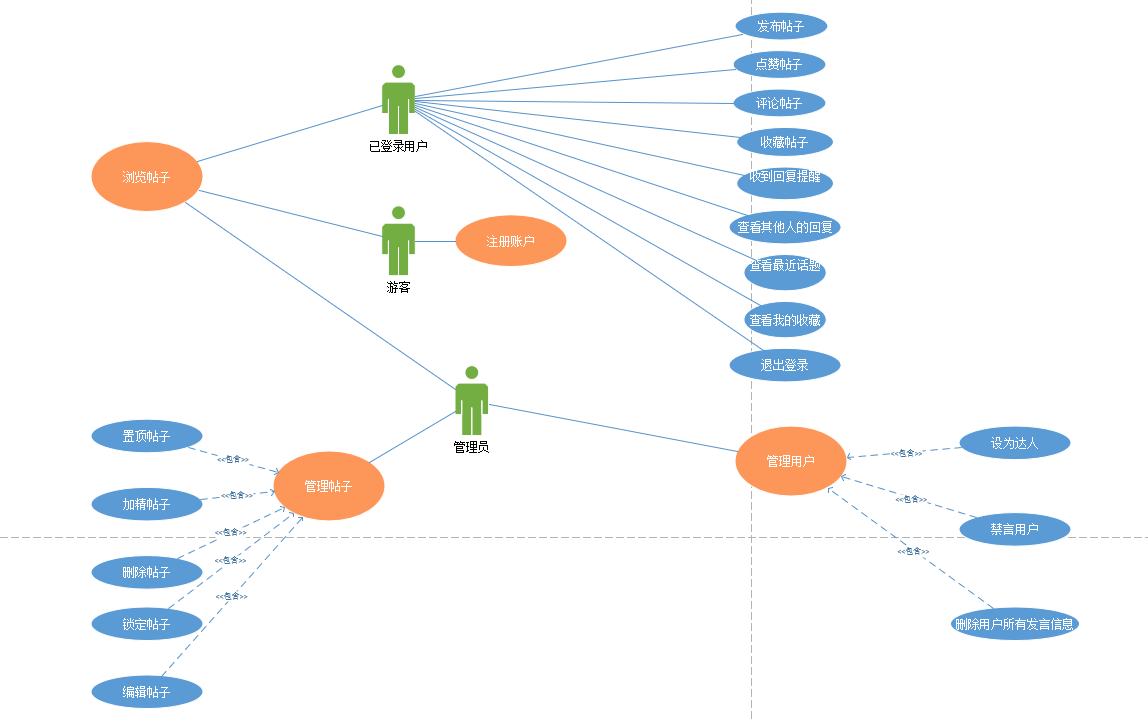 发布帖子
点赞帖子
评论帖子
收藏帖子
收到回复提醒
查看其他人的回复
查看最近话题
查看我的收藏
退出登录
已登录用户
浏览帖子
游客
注册账户
管理员
置顶帖子
加精帖子
删除帖子
锁定帖子
编辑帖子
管理帖子
<<包含>>
<<包含>>
<<包含>>
<<包含>>
<<包含>>
管理用户
设为达人
禁言用户
删除用户所有发言信息
<<包含>>
<<包含>>
<<包含>>